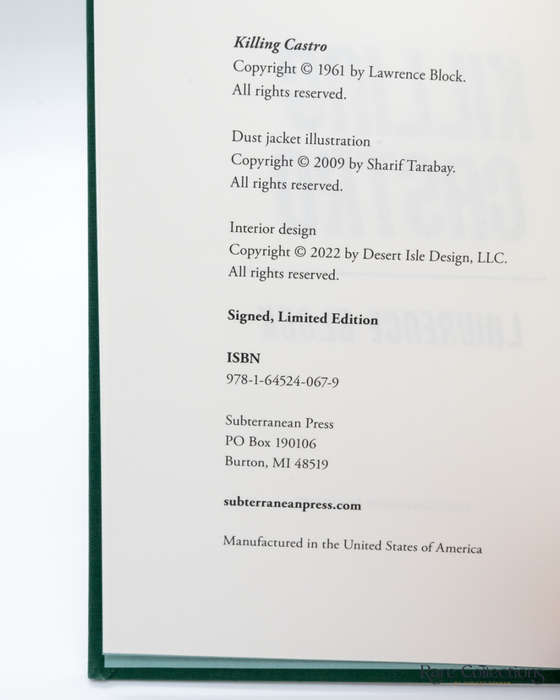 Killing Castro
Copyright © 1961 by Lawrence Block.
All rights reserved.
Dust jacket illustration
Copyright © 2009 by Sharif Tarabay.
All rights reserved.
Interior design
Copyright © 2022 by Desert Isle Design, LLC.
All rights reserved.
Signed, Limited Edition
ISBN
978-1-64524-067-9
Subterranean Press
PO Box 190106
Burton, MI 48519
subterraneanpress.com
Manufactured in the United States of America
Rare Collections